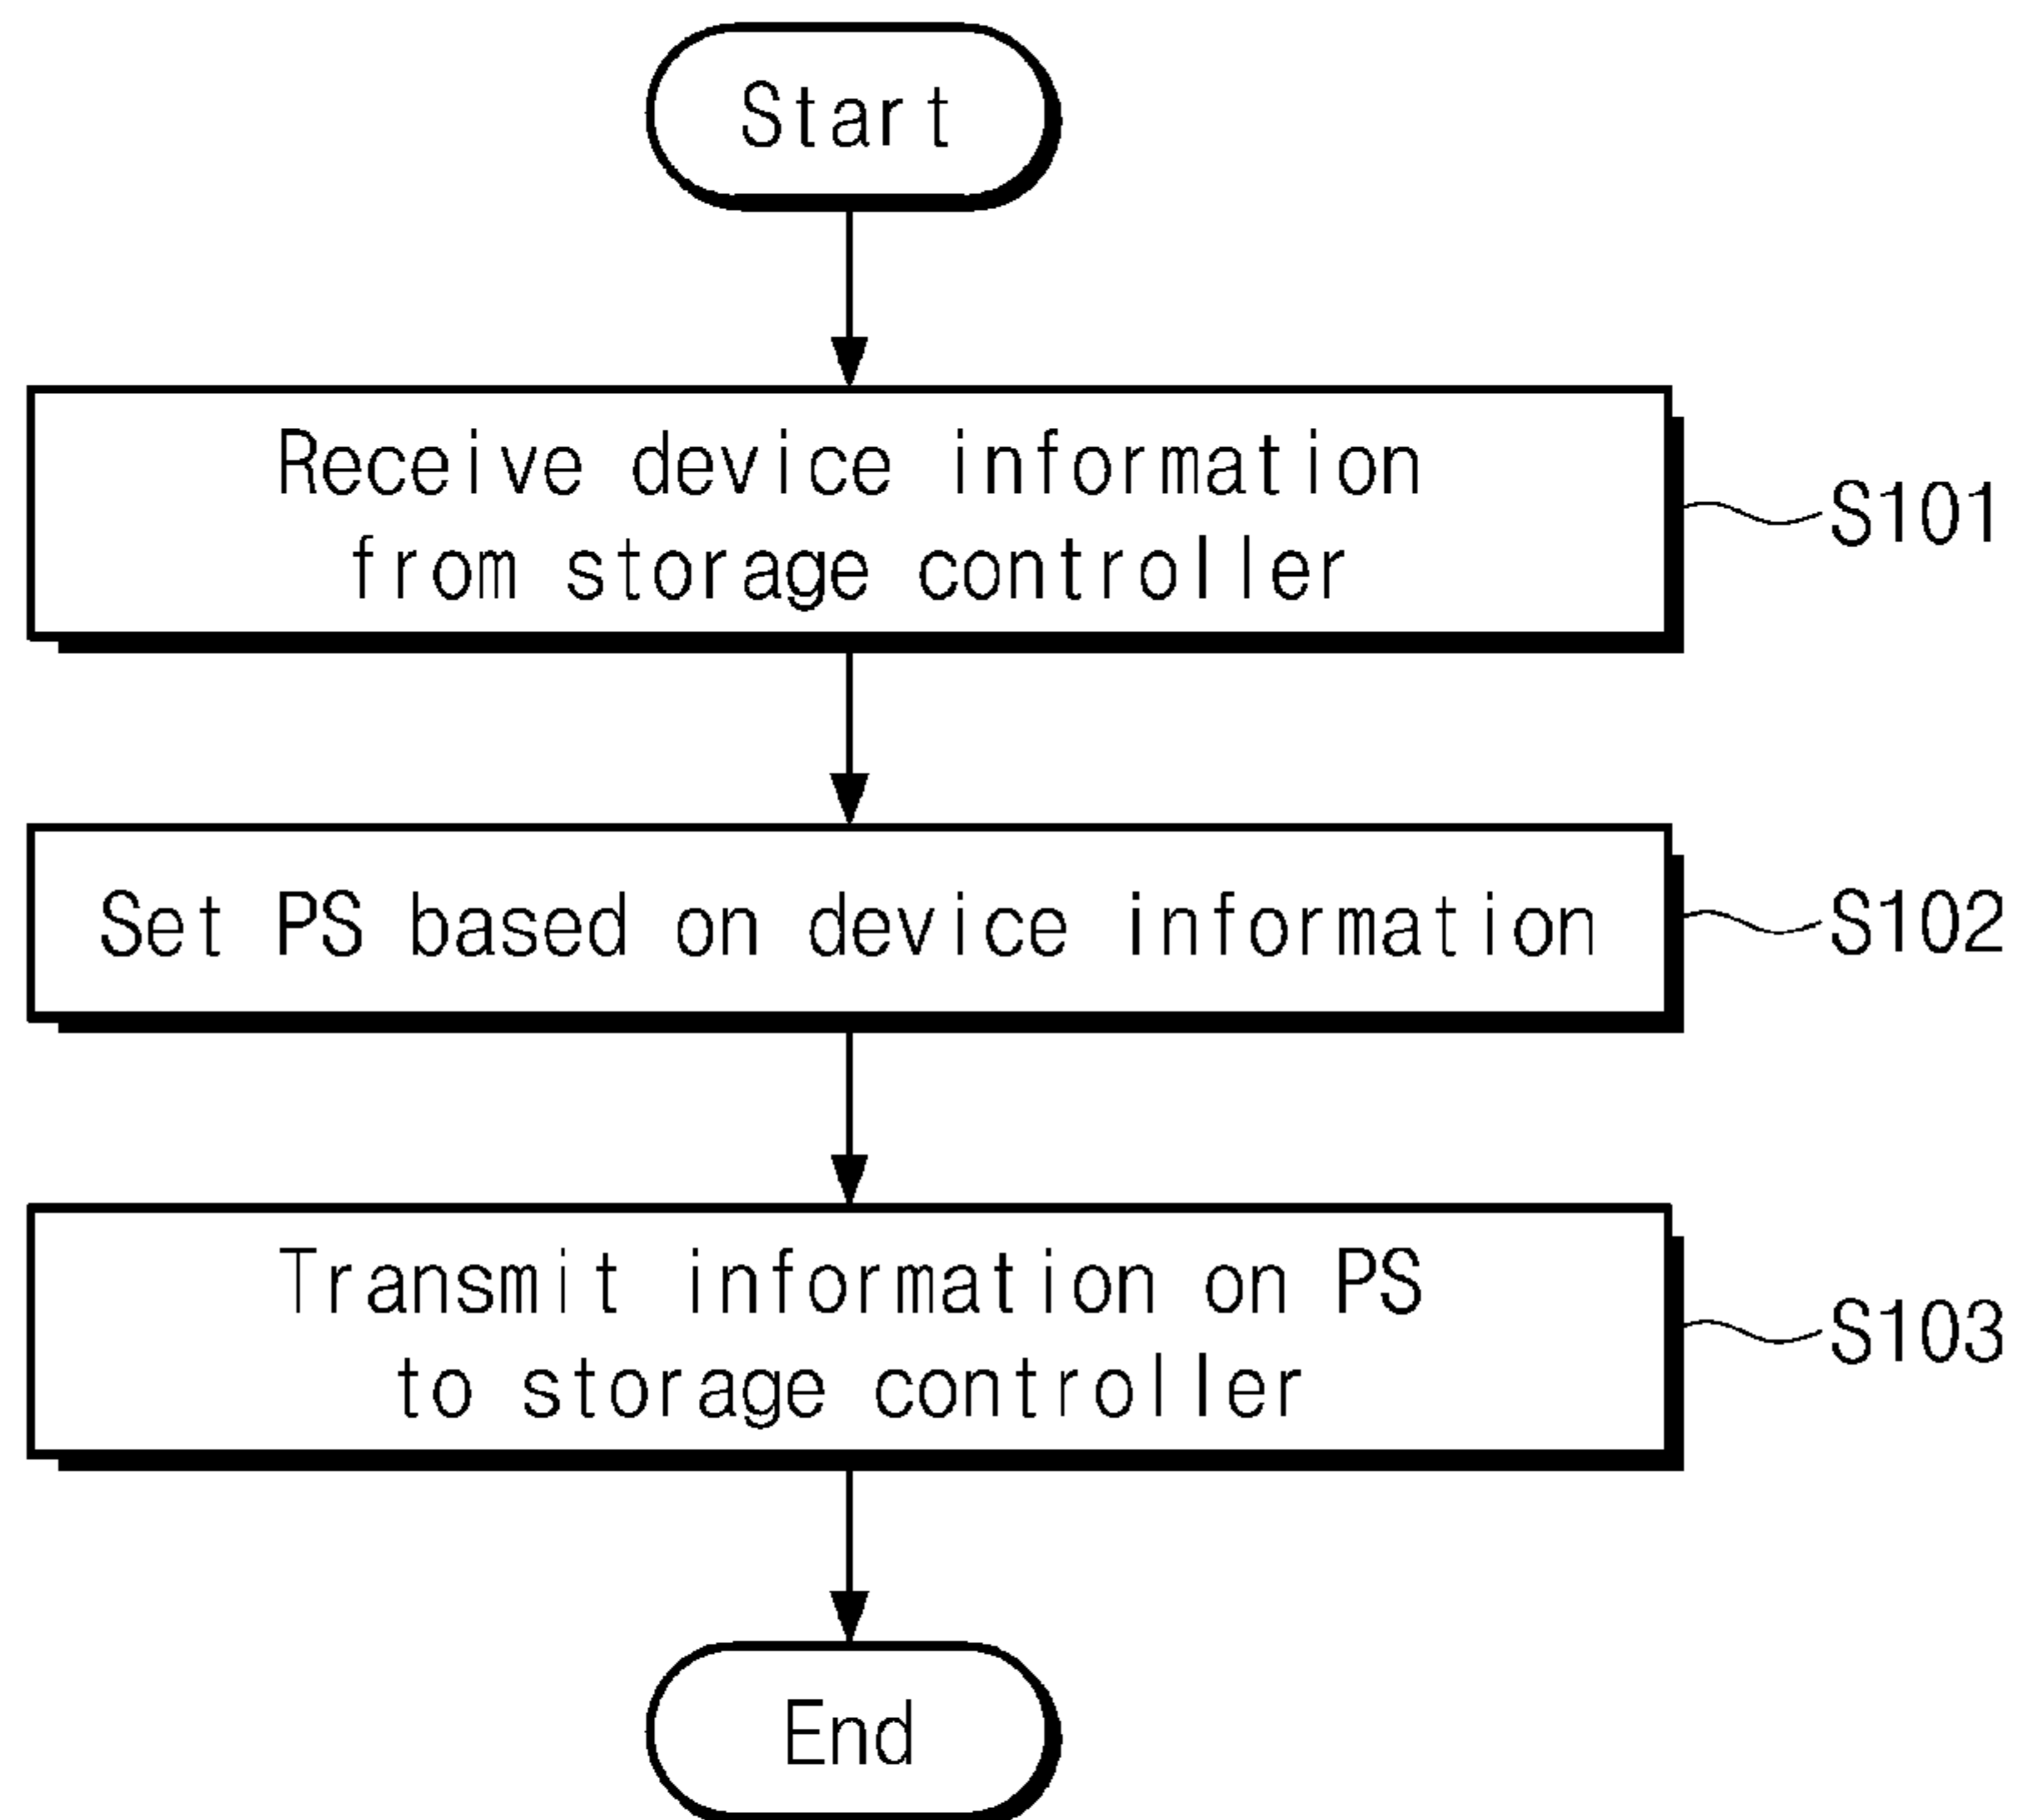 Start
Receive device information
from storage controller
S101
Set PS based on device information
S102
Transmit information on PS
to storage controller
S103
End